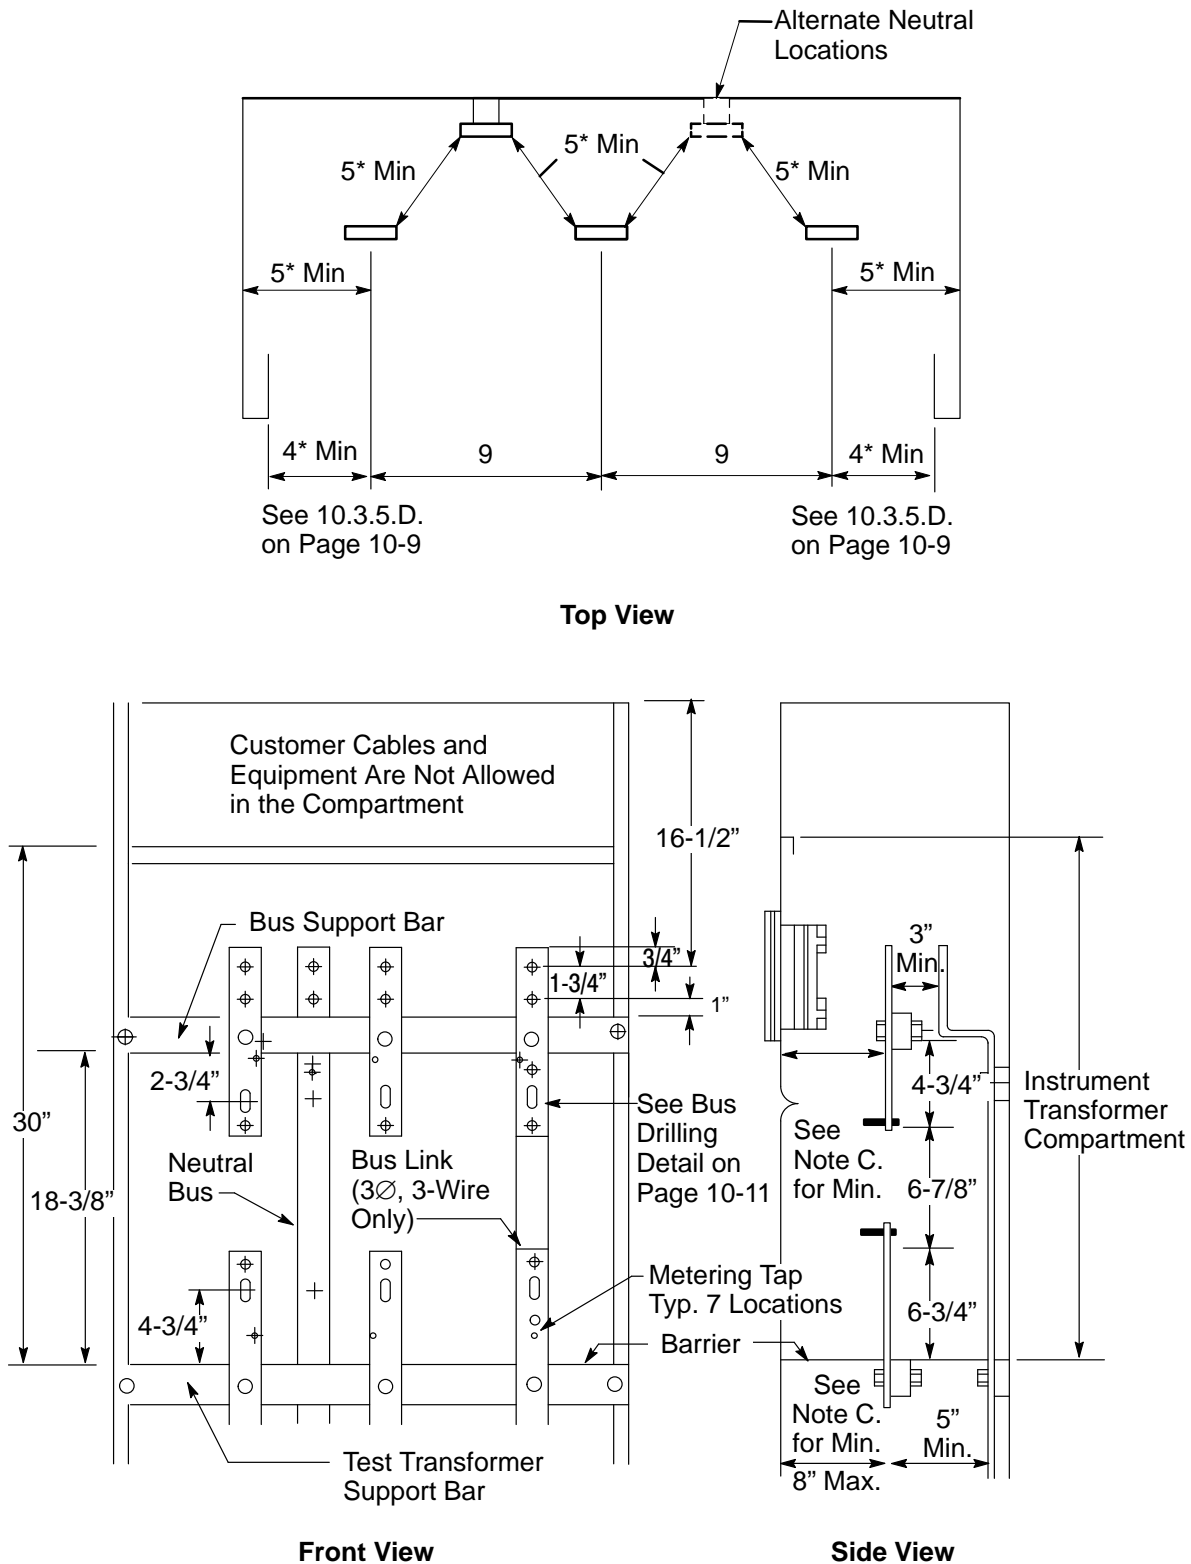 Alternate Neutral
Locations
5* Min
5* Min
5* Min
5* Min
5* Min
4* Min
9
9
4* Min
See 10.3.5.D.
on Page 10-9
See 10.3.5.D.
on Page 10-9
Top View
Customer Cables and
Equipment Are Not Allowed
in the Compartment
16-1/2”
Bus Support Bar
3/4”
1-3/4”
1”
3”
Min.
2-3/4”
4-3/4”
Instrument
Transformer
Compartment
30”
See Bus
Drilling
Detail on
Page 10-11
See
Note C.
for Min.
Neutral
Bus
Bus Link
(3∅, 3-Wire
Only)
18-3/8”
6-7/8”
Metering Tap
Typ. 7 Locations
6-3/4”
4-3/4”
Barrier
See
Note C.
for Min.
8” Max.
5”
Min.
Test Transformer
Support Bar
Front View
Side View